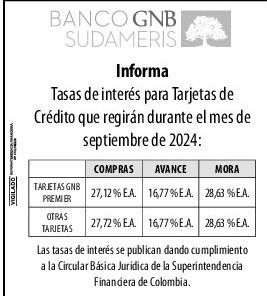 BANCO GNB
SUDAMERIS
Informa
Tasas de interés para Tarjetas de
Crédito que regirán durante el mes de
septiembre de 2024:
COMPRAS AVANCE MORA
TARJETAS GNB PREMIER 27,12% E.A. 16,77% E.A. 28,63 % E.A.
OTRAS TARJETAS 27,72% E.A. 16,77% E.A. 28,63 % E.A.
Las tasas de interés se publican dando cumplimiento
a la Circular Básica Jurídica de la Superintendencia
Financiera de Colombia.
VIGILADO